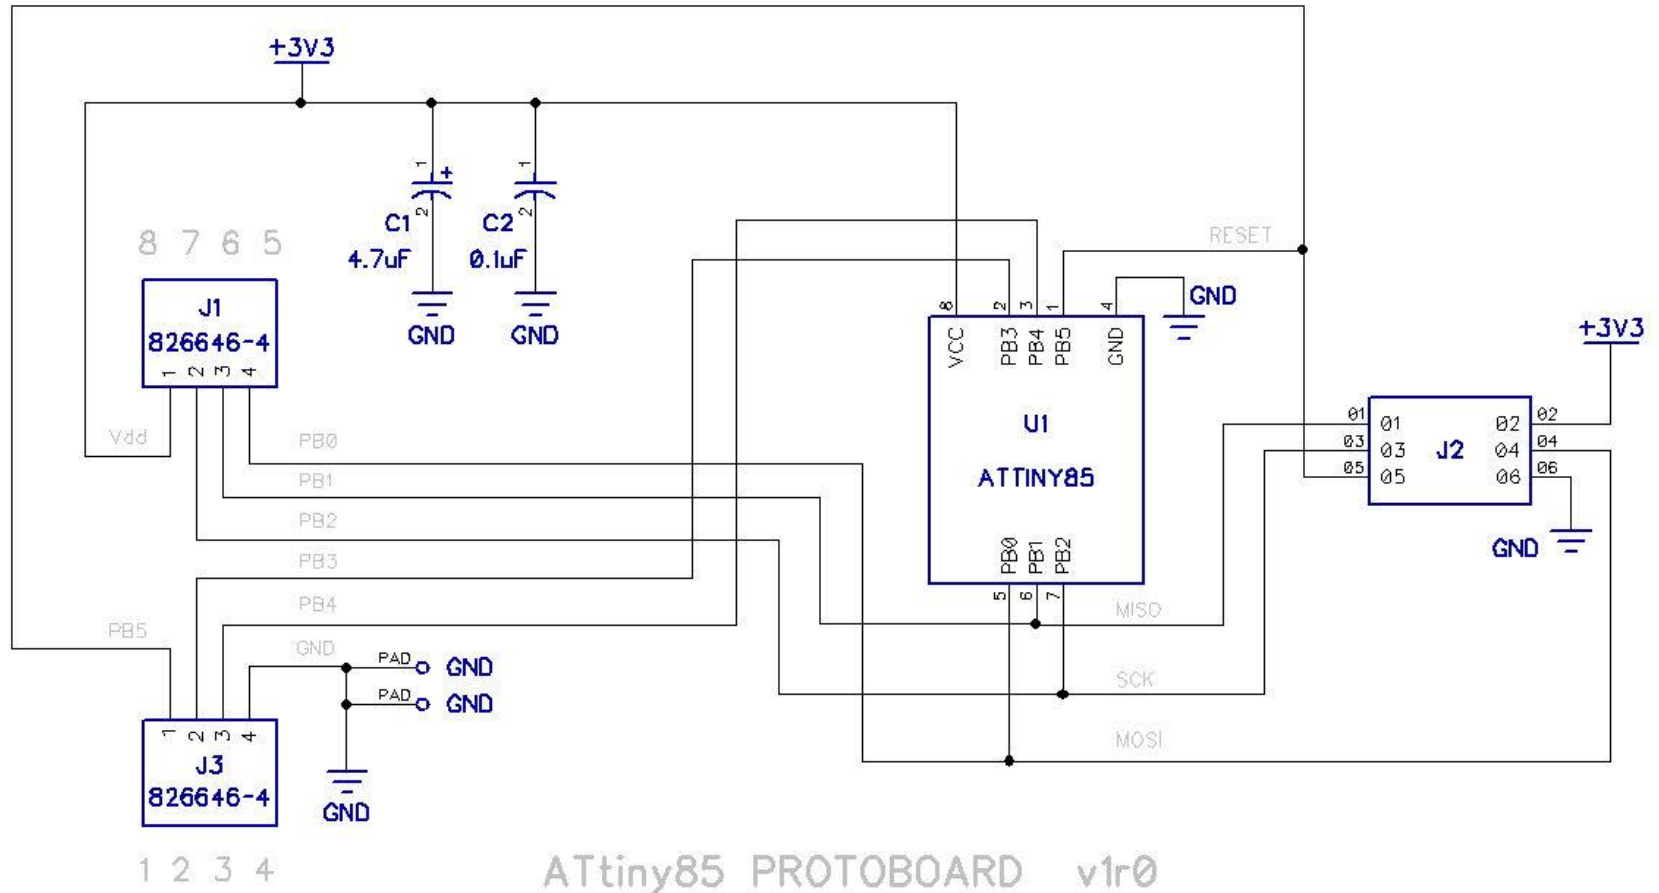 +3V3
1
+
2
C1
4.7uF
GND
1
2
C2
0.1uF
GND
8 7 6 5
J1
826646-4
1 2 3 4
Vdd
PB0
PB1
PB2
PB3
PB4
PB5
GND
PAD GND
PAD GND
GND
1 2 3 4
J3
826646-4
1 2 3 4
RESET
8 2 3 1 4
VCC PB3 PB4 PB5 GND
GND
U1
ATTINY85
PB0 PB1 PB2
5 6 7
MISO
SCK
MOSI
+3V3
01 01 02 02
03 03 J2 04 04
05 05 06 06
GND
ATtiny85 PROTOBOARD v1r0